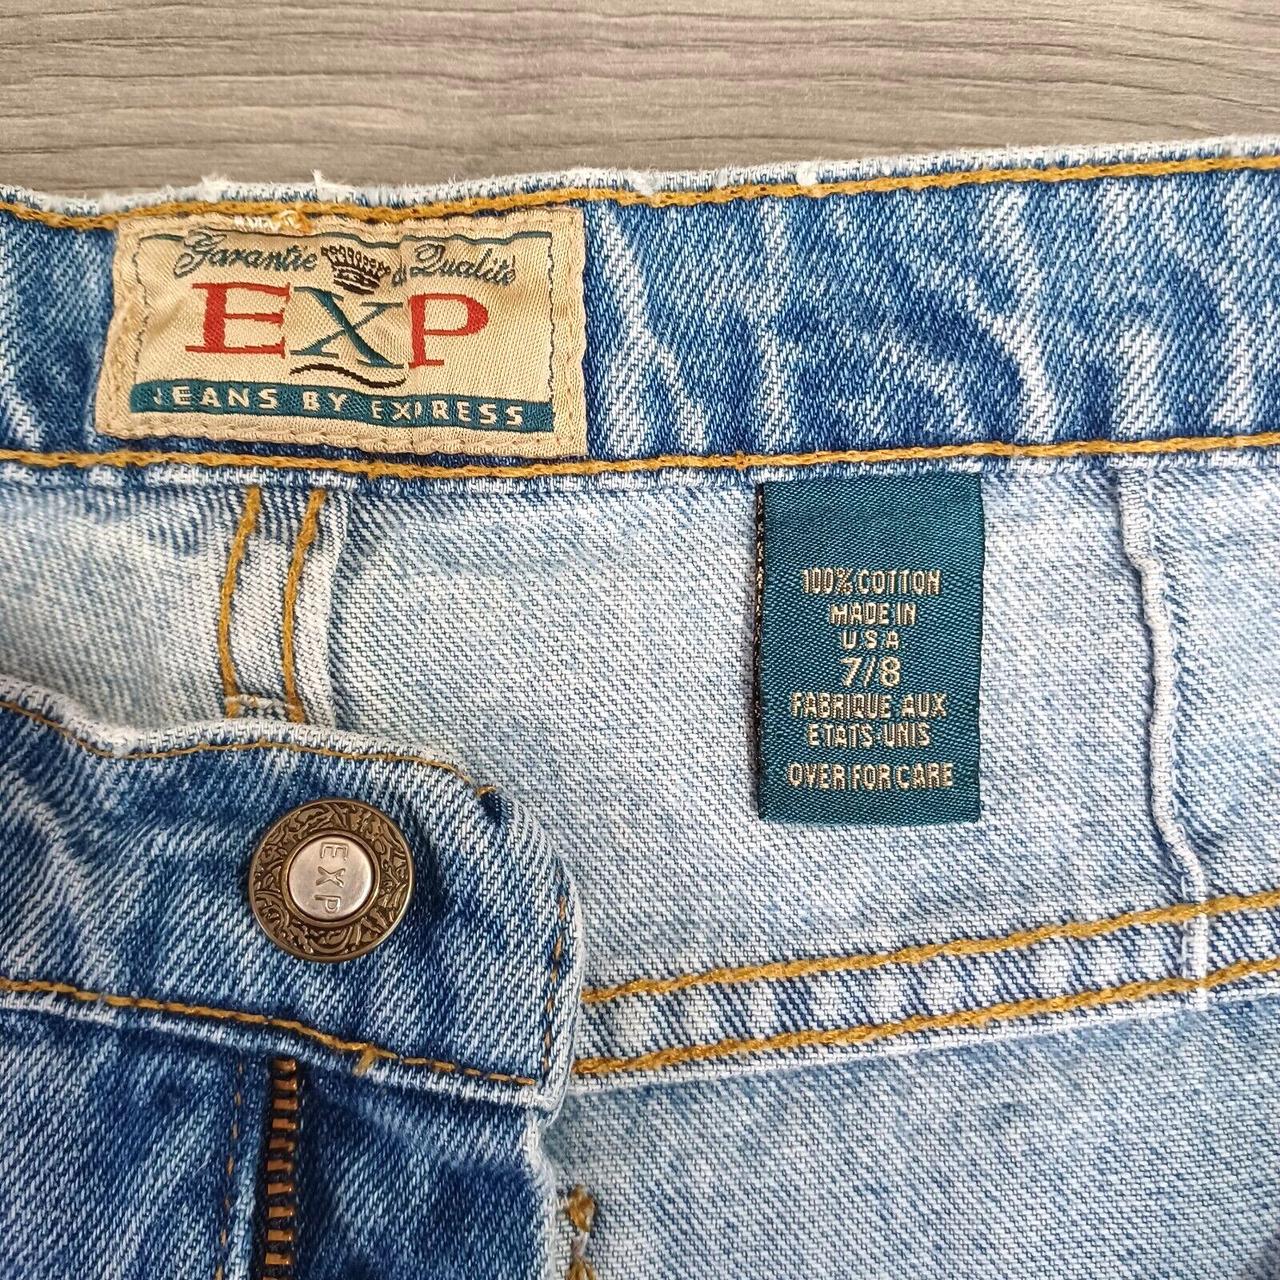 Garantie de Qualité
EXP
JEANS BY EXPRESS
100% COTTON
MADE IN
U.S.A
7/8
FABRIQUE AUX
ETATS-UNIS
OVER FOR CARE
EXP